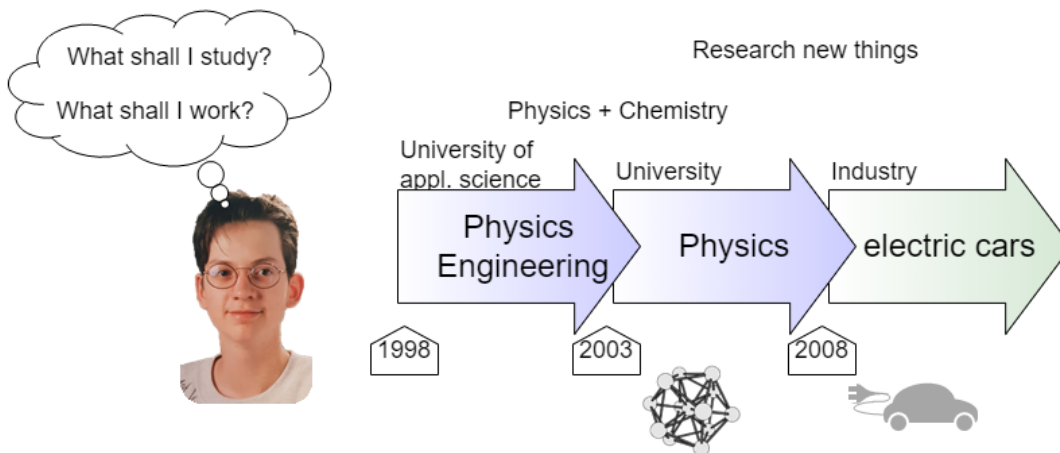 What shall I study?
What shall I work?
Research new things
Physics + Chemistry
University of
appl. science
University
Industry
Physics
Engineering
Physics
electric cars
1998
2003
2008